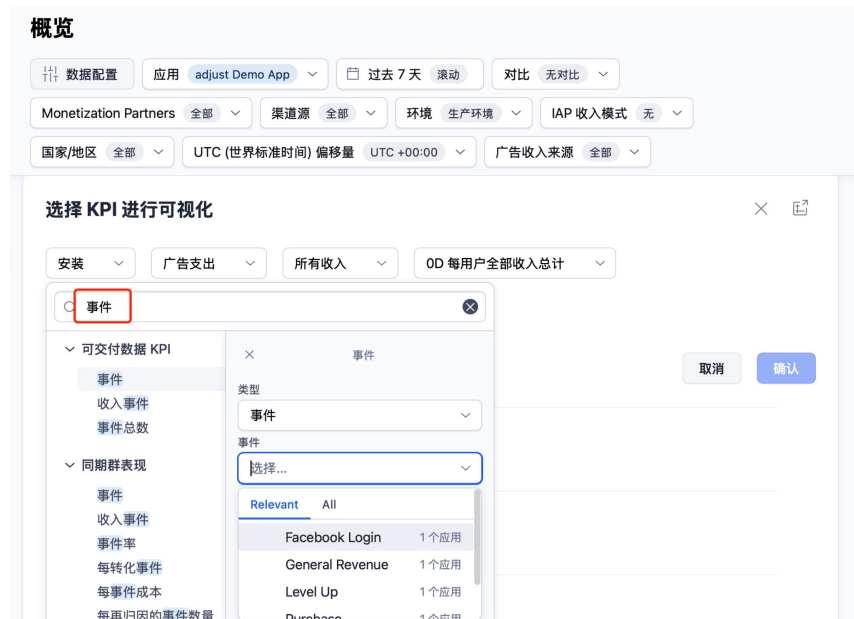 概览
数据配置 应用 adjust Demo App 过去 7 天 滚动 对比 无对比
Monetization Partners 全部 渠道源 全部 环境 生产环境 IAP 收入模式 无
国家/地区 全部 UTC (世界标准时间) 偏移量 UTC +00:00 广告收入来源 全部
选择 KPI 进行可视化
安装 广告支出 所有收入 0D 每用户全部收入总计
事件
可交付数据 KPI
事件
收入事件
事件总数
同期群表现
事件
收入事件
事件率
每转化事件
每事件成本
每再归因的事件数量
事件
类型
事件
事件
选择...
Relevant All
Facebook Login 1 个应用
General Revenue 1 个应用
Level Up 1 个应用
Purchase 1 个应用
取消 确认